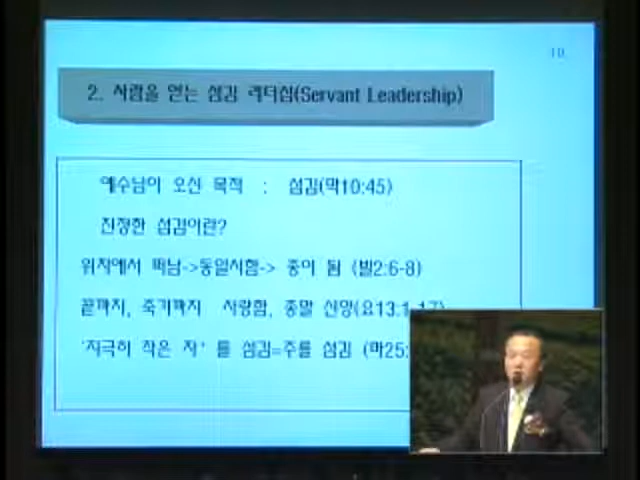 10
2. 사람을 얻는 섬김 리더십(Servant Leadership)
예수님이 오신 목적 : 섬김(막10:45)
진정한 섬김이란?
위치에서 떠남->동일시함-> 종이 됨 (빌2:6-8)
끝까지, 죽기까지 사랑함, 종말 신앙(요13:1-17)
'지극히 작은 자' 를 섬김=주를 섬김 (마25: